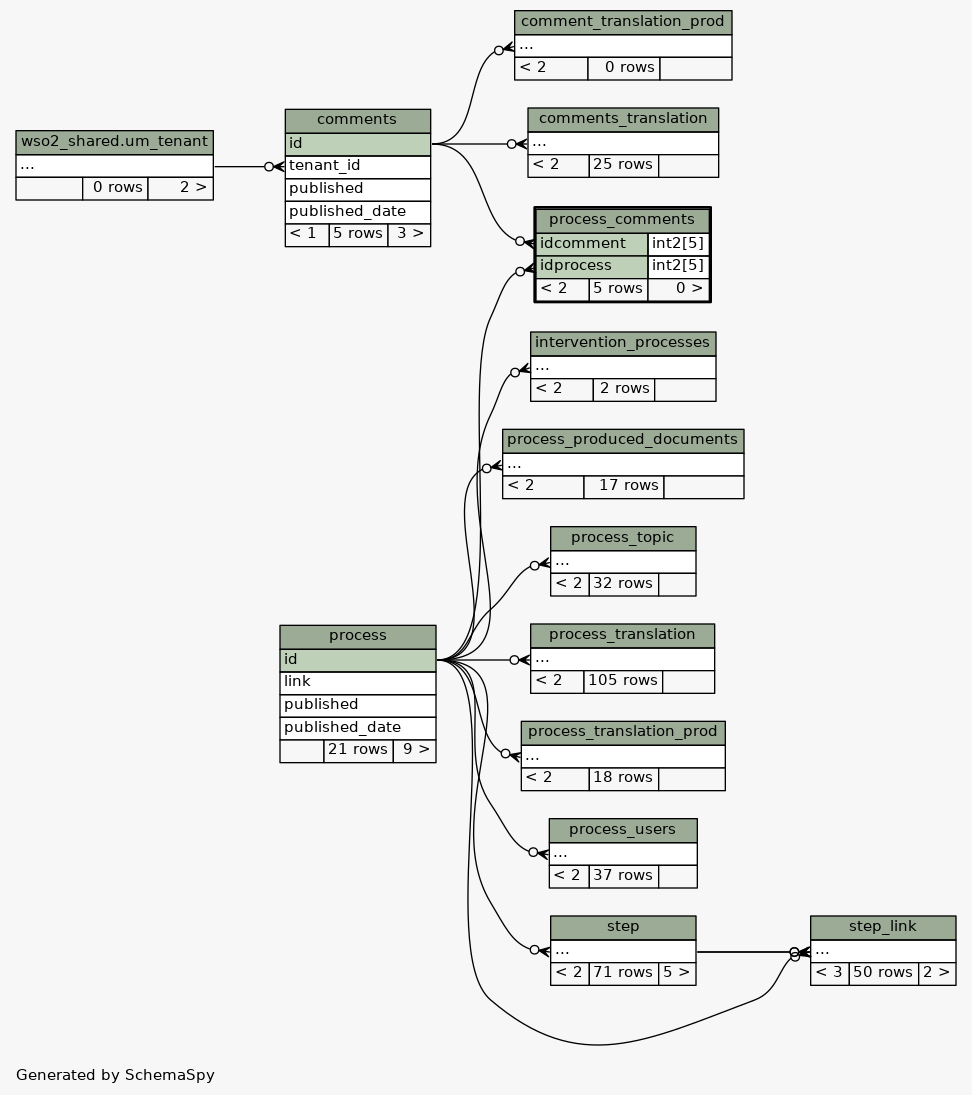 comment_translation_prod
...
< 2 0 rows
comments
id
tenant_id
published
published_date
< 1 5 rows 3 >
comments_translation
...
< 2 25 rows
wso2_shared.um_tenant
...
0 rows 2 >
process_comments
idcomment int2[5]
idprocess int2[5]
< 2 5 rows 0 >
intervention_processes
...
< 2 2 rows
process_produced_documents
...
< 2 17 rows
process_topic
...
< 2 32 rows
process
id
link
published
published_date
21 rows 9 >
process_translation
...
< 2 105 rows
process_translation_prod
...
< 2 18 rows
process_users
...
< 2 37 rows
step
...
< 2 71 rows 5 >
step_link
...
< 3 50 rows 2 >
Generated by SchemaSpy